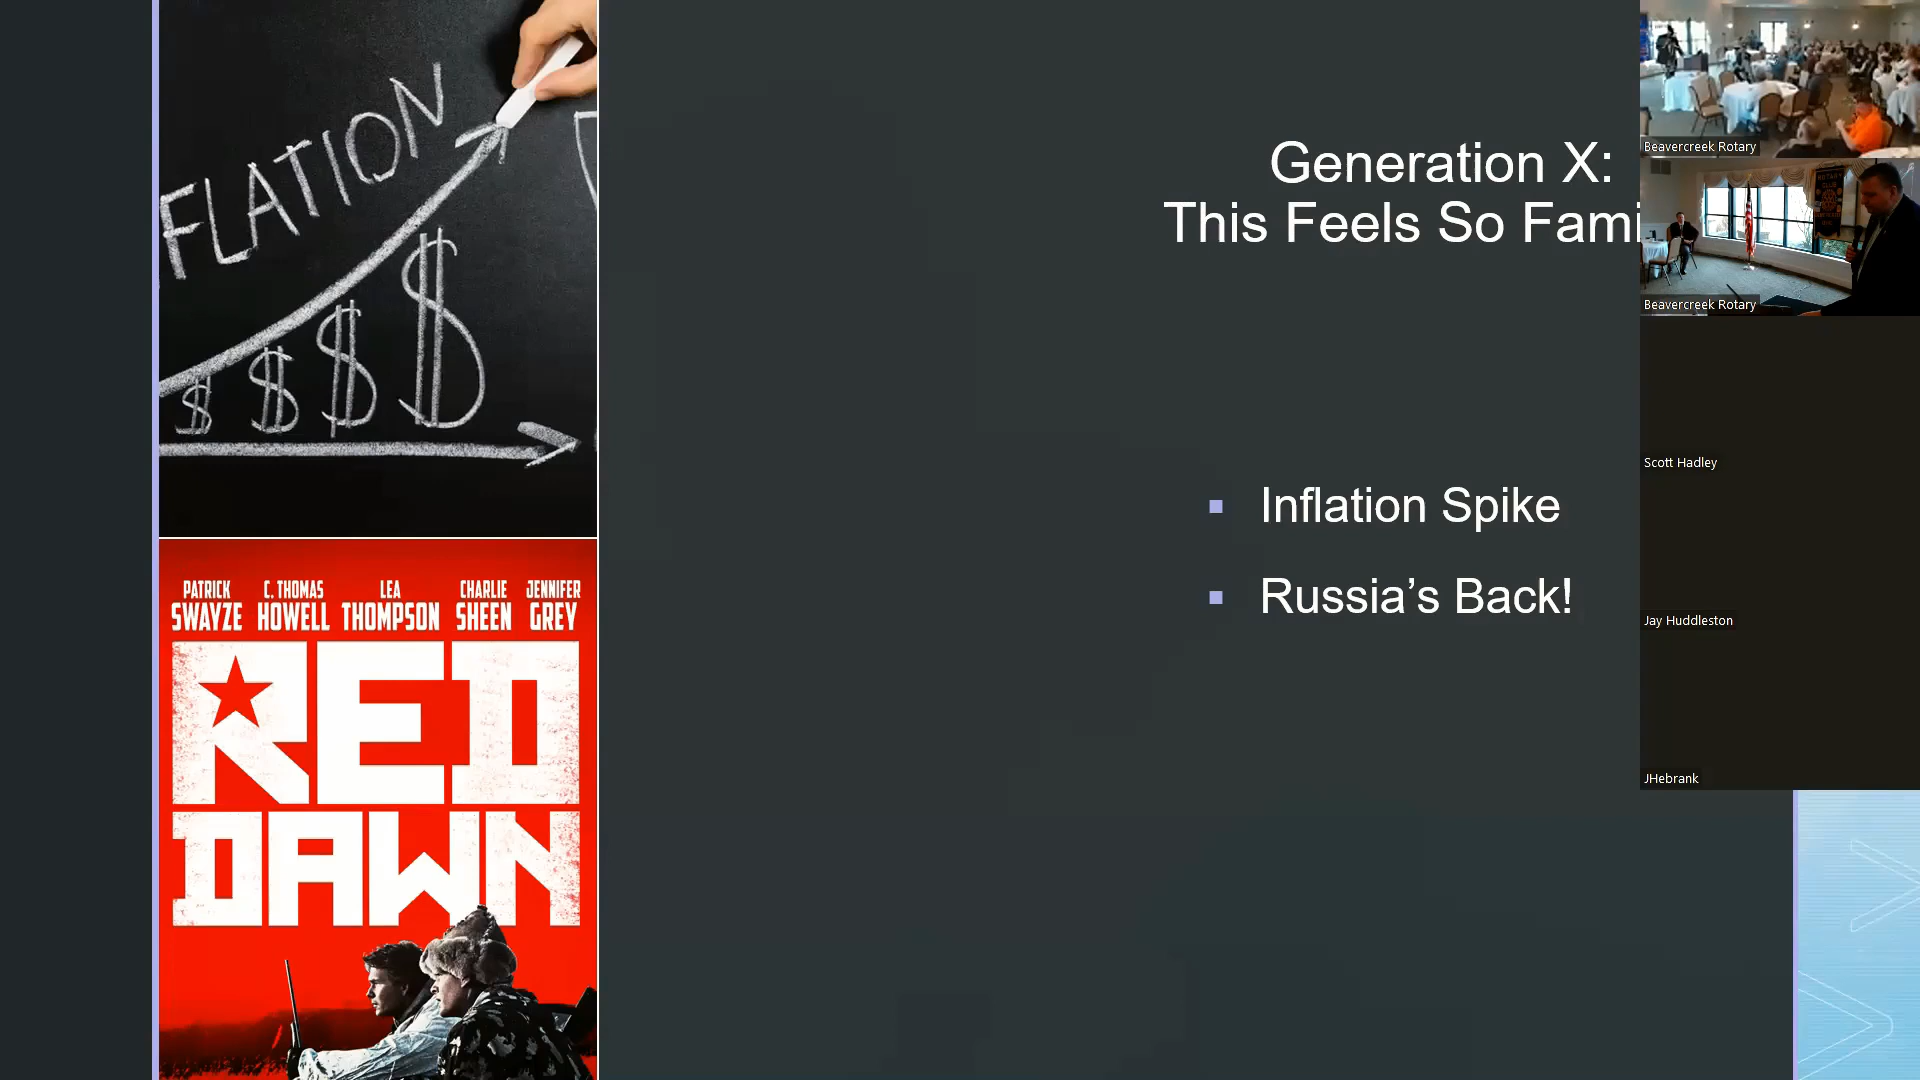 FLATION
$ $ $ $
PATRICK SWAYZE
C. THOMAS HOWELL
LEA THOMPSON
CHARLIE SHEEN
JENNIFER GREY
RED
DAWN
Generation X:
This Feels So Fami
▪ Inflation Spike
▪ Russia’s Back!
Beavercreek Rotary
Beavercreek Rotary
Scott Hadley
Jay Huddleston
JHebrank